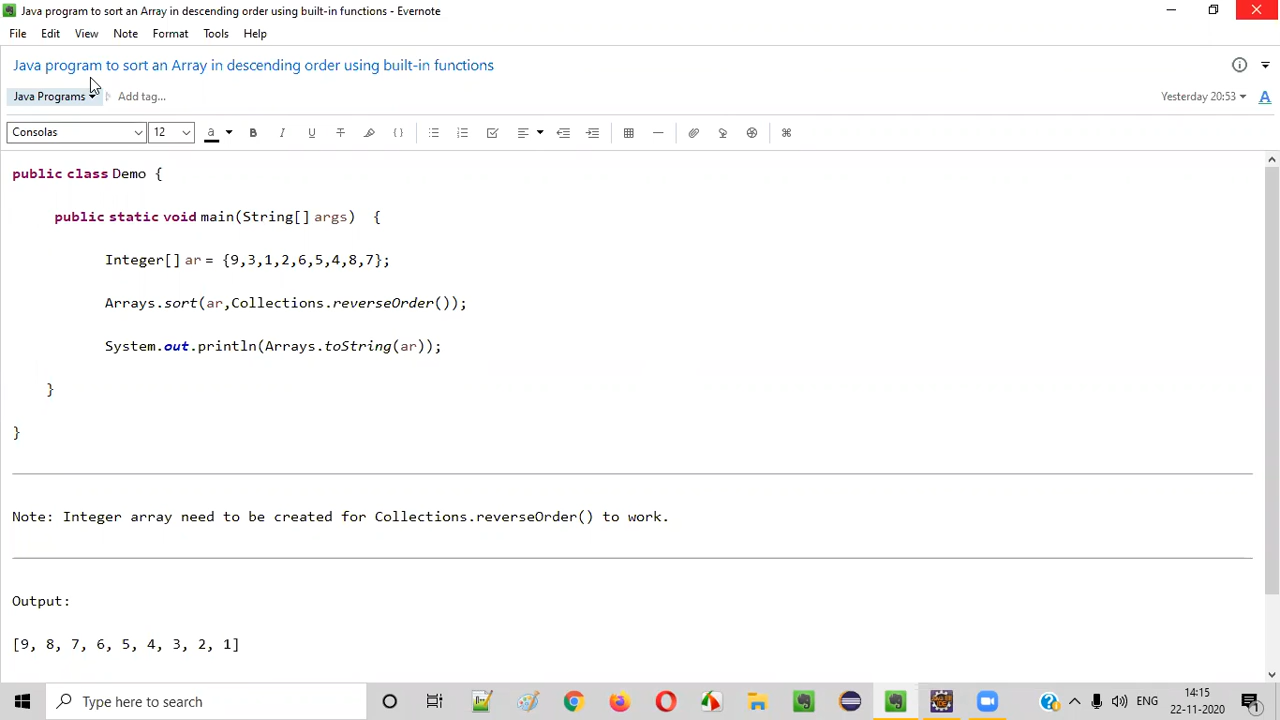 Java program to sort an Array in descending order using built-in functions - Evernote
File Edit View Note Format Tools Help
Java program to sort an Array in descending order using built-in functions
Java Programs Add tag... Yesterday 20:53 A
Consolas 12 a B I U T { }
public class Demo {
public static void main(String[] args) {
Integer[] ar = {9,3,1,2,6,5,4,8,7};
Arrays.sort(ar,Collections.reverseOrder());
System.out.println(Arrays.toString(ar));
}
}
Note: Integer array need to be created for Collections.reverseOrder() to work.
Output:
[9, 8, 7, 6, 5, 4, 3, 2, 1]
Type here to search
ENG
14:15
22-11-2020
1